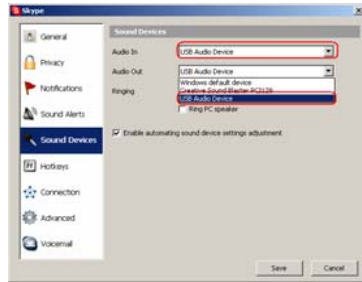 Skype
General
Privacy
Notifications
Sound Alerts
Sound Devices
Hotkeys
Connection
Advanced
Voicemail
Sound Devices
Audio In
USB Audio Device
Audio Out
USB Audio Device
Windows default device
Creative Sound Blaster PCI128
USB Audio Device
Ringing
Ring PC speaker
Enable automating sound device settings adjustment
Save
Cancel